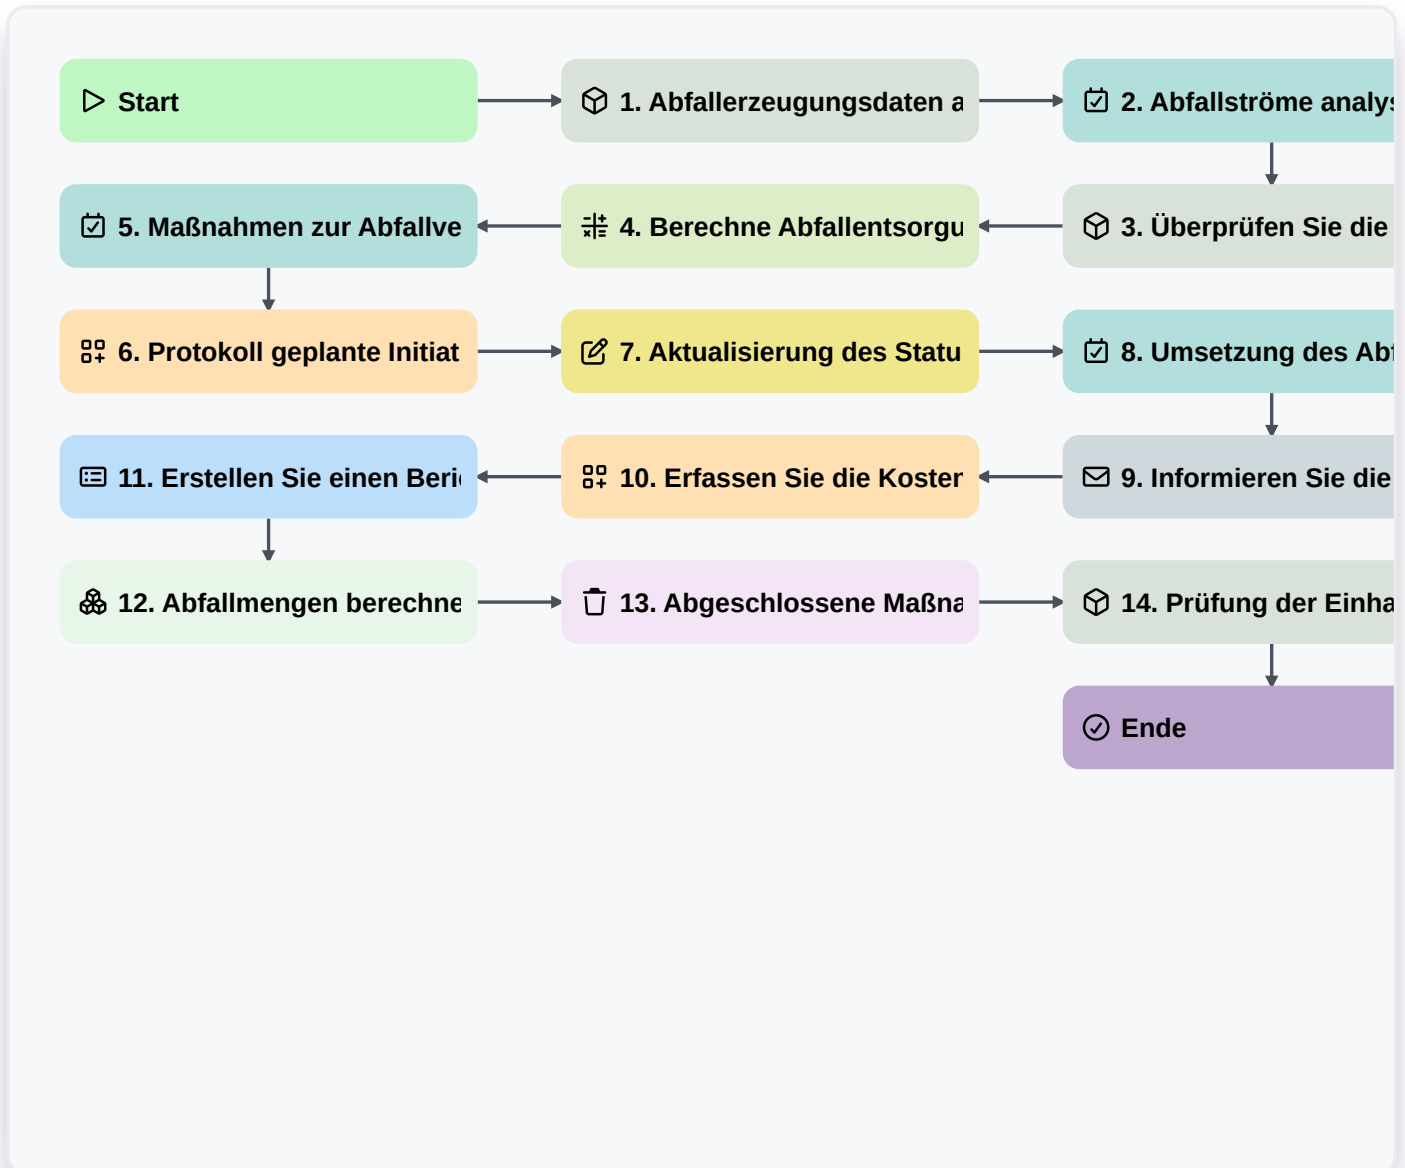 Start
1. Abfallerzeugungsdaten a
2. Abfallströme analys
5. Maßnahmen zur Abfallve
4. Berechne Abfallentsorgu
3. Überprüfen Sie die
6. Protokoll geplante Initiat
7. Aktualisierung des Statu
8. Umsetzung des Abf
11. Erstellen Sie einen Beri
10. Erfassen Sie die Kosten
9. Informieren Sie die
12. Abfallmengen berechne
13. Abgeschlossene Maßna
14. Prüfung der Einha
Ende